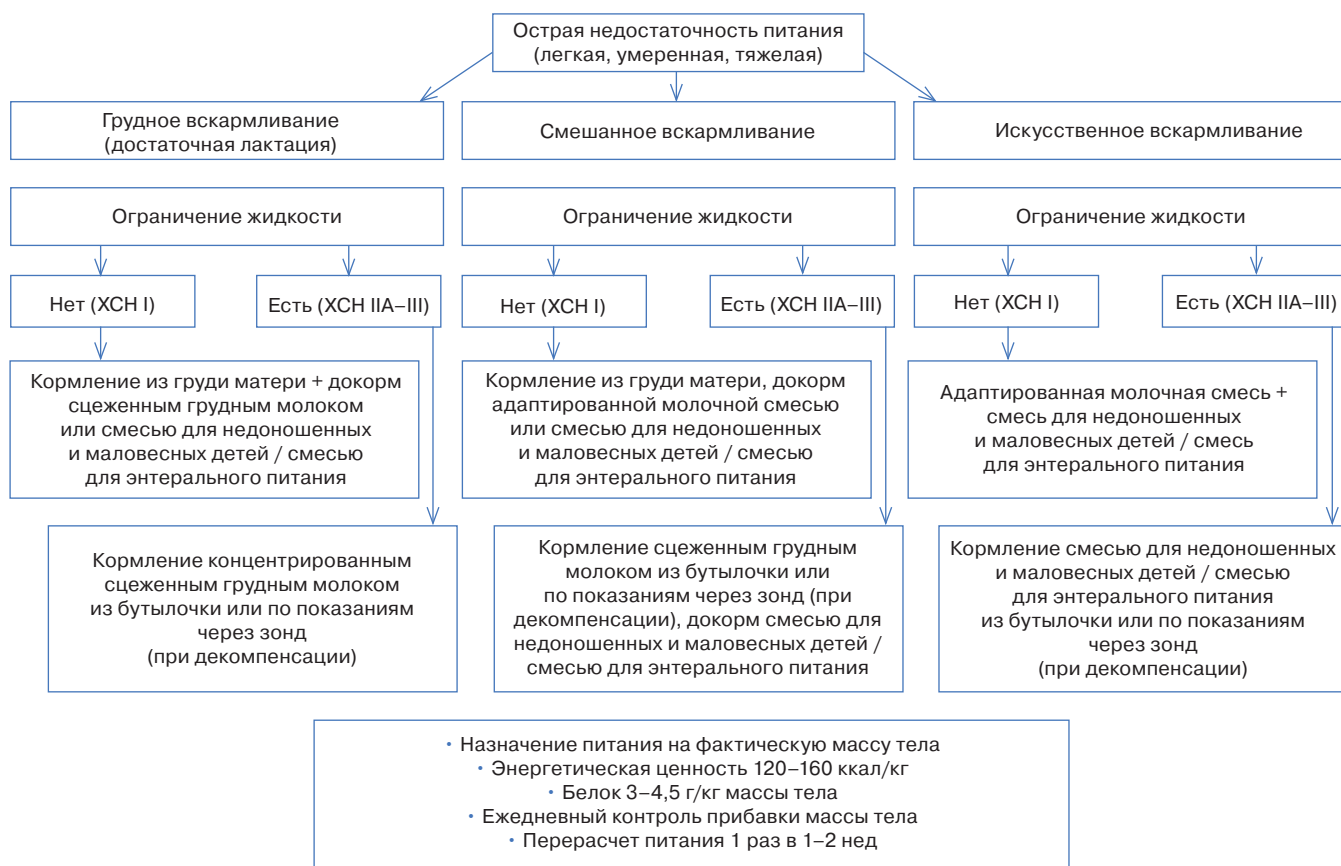 Острая недостаточность питания
(легкая, умеренная, тяжелая)
Грудное вскармливание
(достаточная лактация)
Смешанное вскармливание
Искусственное вскармливание
Ограничение жидкости
Ограничение жидкости
Ограничение жидкости
Нет (ХСН I)
Есть (ХСН IIА–III)
Нет (ХСН I)
Есть (ХСН IIА–III)
Нет (ХСН I)
Есть (ХСН IIА–III)
Кормление из груди матери + докорм
сцеженным грудным молоком
или смесью для недоношенных
и маловесных детей / смесью
для энтерального питания
Кормление из груди матери, докорм
адаптированной молочной смесью
или смесью для недоношенных
и маловесных детей / смесью
для энтерального питания
Адаптированная молочная смесь +
смесь для недоношенных
и маловесных детей / смесь
для энтерального питания
Кормление концентрированным
сцеженным грудным молоком
из бутылочки или по показаниям
через зонд
(при декомпенсации)
Кормление сцеженным грудным
молоком из бутылочки или
по показаниям через зонд (при
декомпенсации), докорм смесью для
недоношенных и маловесных детей /
смесью для энтерального питания
Кормление смесью для недоношенных
и маловесных детей / смесью
для энтерального питания
из бутылочки или по показаниям
через зонд
(при декомпенсации)
• Назначение питания на фактическую массу тела
• Энергетическая ценность 120–160 ккал/кг
• Белок 3–4,5 г/кг массы тела
• Ежедневный контроль прибавки массы тела
• Перерасчет питания 1 раз в 1–2 нед